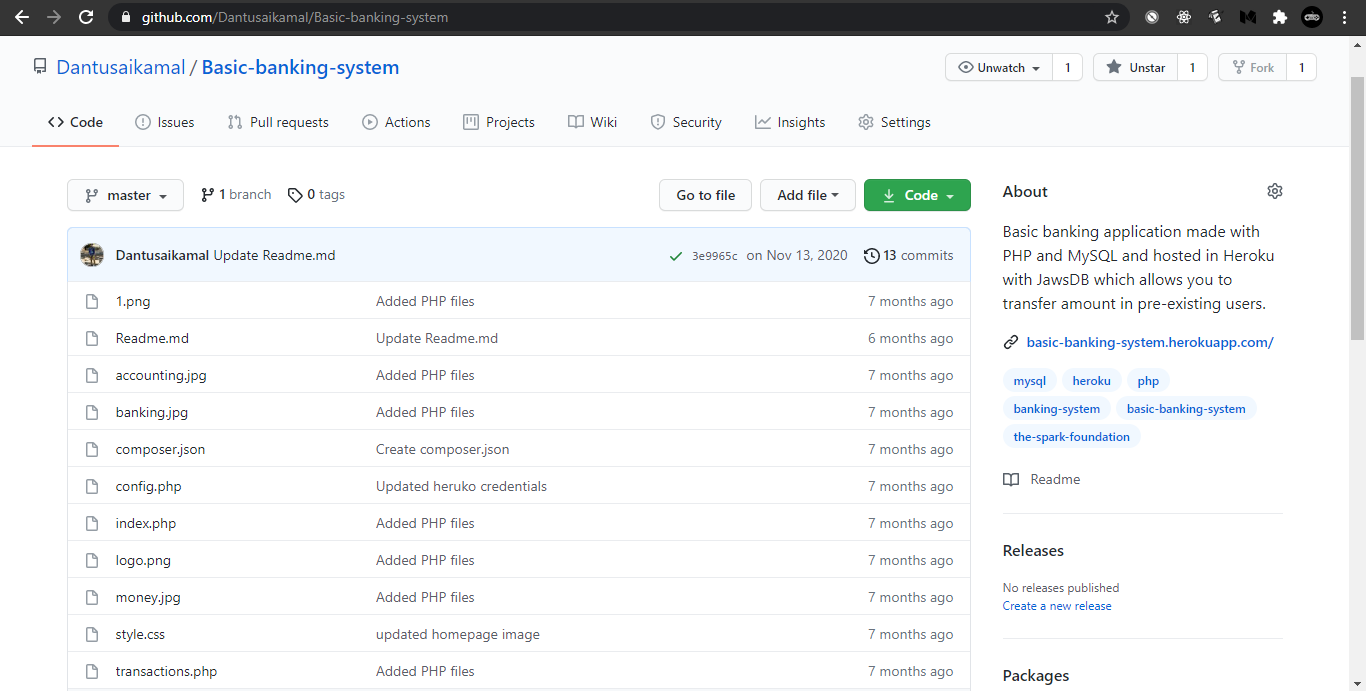 github.com/Dantusaikamal/Basic-banking-system
Dantusaikamal / Basic-banking-system
Unwatch 1 Unstar 1 Fork 1
Code Issues Pull requests Actions Projects Wiki Security Insights Settings
master 1 branch 0 tags Go to file Add file Code
Dantusaikamal Update Readme.md 3e9965c on Nov 13, 2020 13 commits
1.png Added PHP files 7 months ago
Readme.md Update Readme.md 6 months ago
accounting.jpg Added PHP files 7 months ago
banking.jpg Added PHP files 7 months ago
composer.json Create composer.json 7 months ago
config.php Updated heruko credentials 7 months ago
index.php Added PHP files 7 months ago
logo.png Added PHP files 7 months ago
money.jpg Added PHP files 7 months ago
style.css updated homepage image 7 months ago
transactions.php Added PHP files 7 months ago
About
Basic banking application made with
PHP and MySQL and hosted in Heroku
with JawsDB which allows you to
transfer amount in pre-existing users.
basic-banking-system.herokuapp.com/
mysql heroku php
banking-system basic-banking-system
the-spark-foundation
Readme
Releases
No releases published
Create a new release
Packages